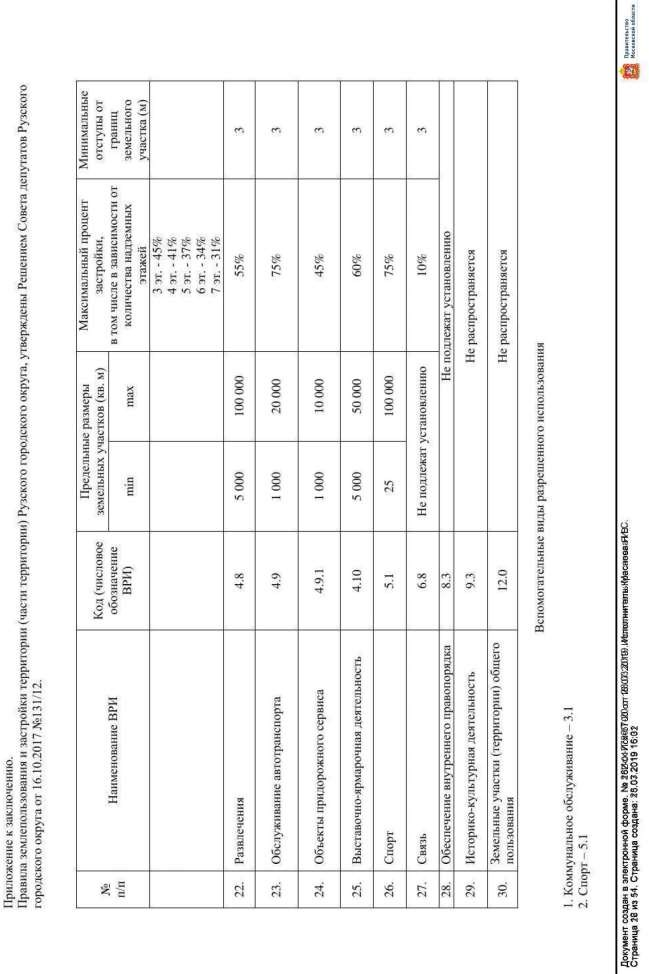 Приложение к заключению.
Правила землепользования и застройки территории (части территории) Рузского городского округа, утверждены Решением Совета депутатов Рузского
городского округа от 16.10.2017 №131/12.
№
п/п
Наименование ВРИ
Код (числовое
обозначение
ВРИ)
Предельные размеры
земельных участков (кв. м)
min
max
Максимальный процент
застройки,
в том числе в зависимости от
количества надземных
этажей
Минимальные
отступы от
границ
земельного
участка (м)
3 эт. - 45%
4 эт. - 41%
5 эт. - 37%
6 эт. - 34%
7 эт. - 31%
22. Развлечения 4.8 5 000 100 000 55% 3
23. Обслуживание автотранспорта 4.9 1 000 20 000 75% 3
24. Объекты придорожного сервиса 4.9.1 1 000 10 000 45% 3
25. Выставочно-ярмарочная деятельность 4.10 5 000 50 000 60% 3
26. Спорт 5.1 25 100 000 75% 3
27. Связь 6.8 Не подлежат установлению 10% 3
28. Обеспечение внутреннего правопорядка 8.3 Не подлежат установлению
29. Историко-культурная деятельность 9.3 Не распространяется
30. Земельные участки (территории) общего
пользования 12.0 Не распространяется
Вспомогательные виды разрешенного использования
1. Коммунальное обслуживание – 3.1
2. Спорт – 5.1
Документ создан в электронной форме. №
Страница 28 из 54. Страница создана: 28.03.2019 16:02
Правительство
Московской области